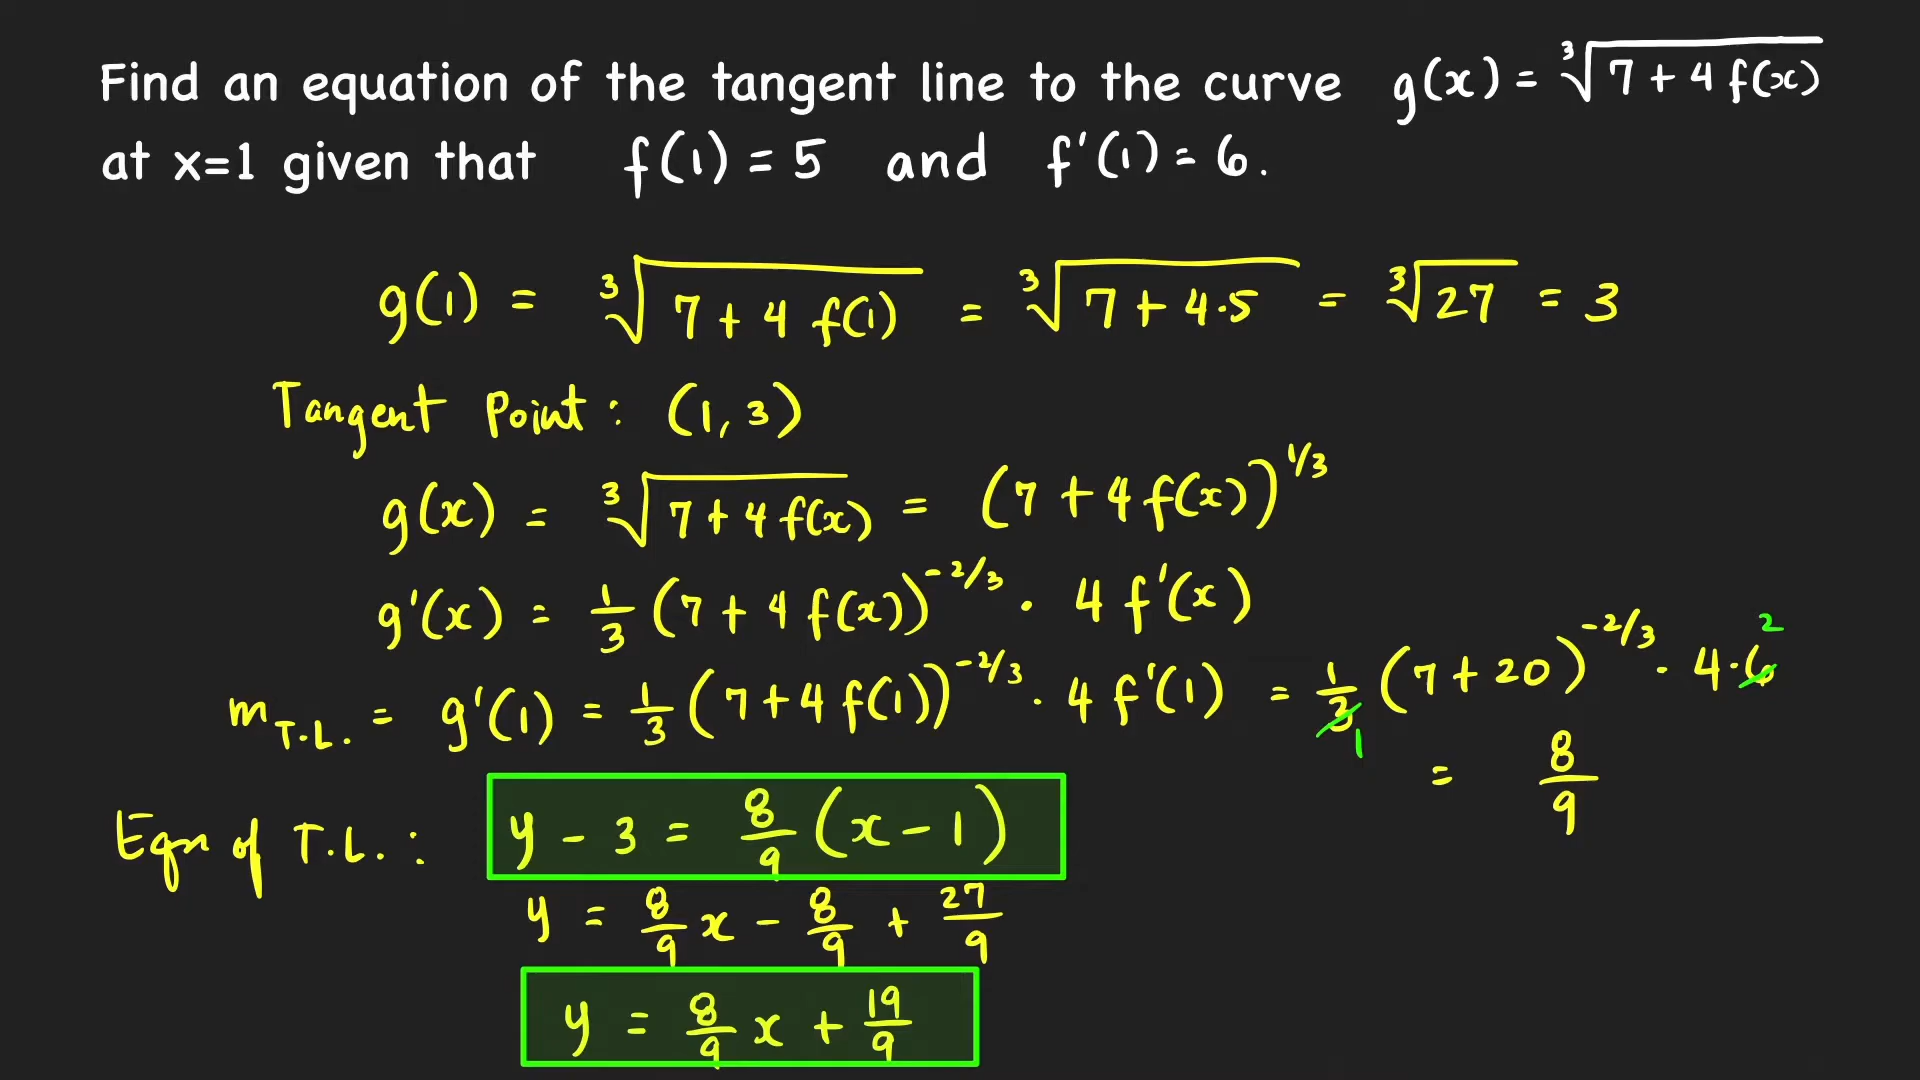 Find an equation of the tangent line to the curve g(x) = ∛(7 + 4 f(x))
at x=1 given that f(1) = 5 and f'(1) = 6.
g(1) = ∛(7 + 4 f(1)) = ∛(7 + 4·5) = ∛27 = 3
Tangent Point: (1, 3)
g(x) = ∛(7 + 4 f(x)) = (7 + 4 f(x))^1/3
g'(x) = 1/3 (7 + 4 f(x))^-2/3 · 4 f'(x)
m T.L. = g'(1) = 1/3 (7 + 4 f(1))^-2/3 · 4 f'(1) = 1/3 (7 + 20)^-2/3 · 4·6 2
1
= 8/9
Eqn of T.L.: y - 3 = 8/9 (x - 1)
y = 8/9 x - 8/9 + 27/9
y = 8/9 x + 19/9